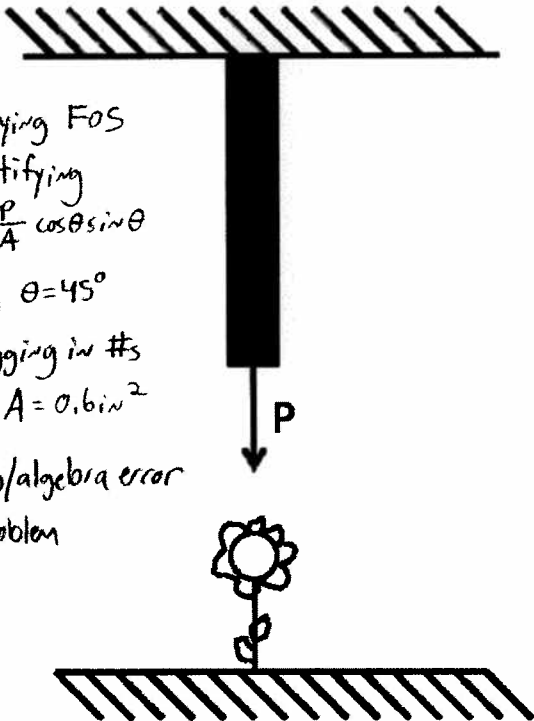 ying FOS
tifying
P/A cosθsinθ
θ=45°
gging in #s
A = 0.6in²
P
/algebra error
oblem